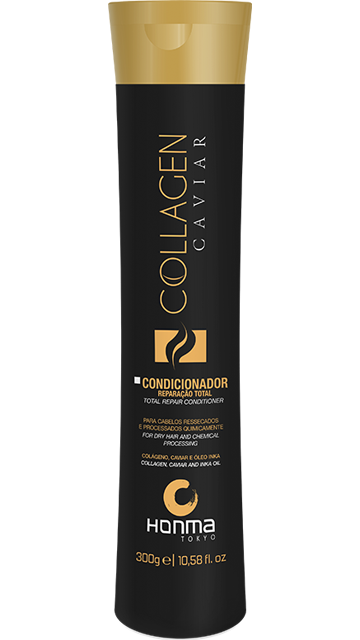 COLLAGEN
CAVIAR
CONDICIONADOR
REPARAÇÃO TOTAL
TOTAL REPAIR CONDITIONER
PARA CABELOS RESSECADOS
E PROCESSADOS QUIMICAMENTE
FOR DRY HAIR AND CHEMICAL
PROCESSING
COLÁGENO, CAVIAR E ÓLEO INKA
COLLAGEN, CAVIAR AND INKA OIL
HONMA
TOKYO
300g e | 10,58 fl. oz